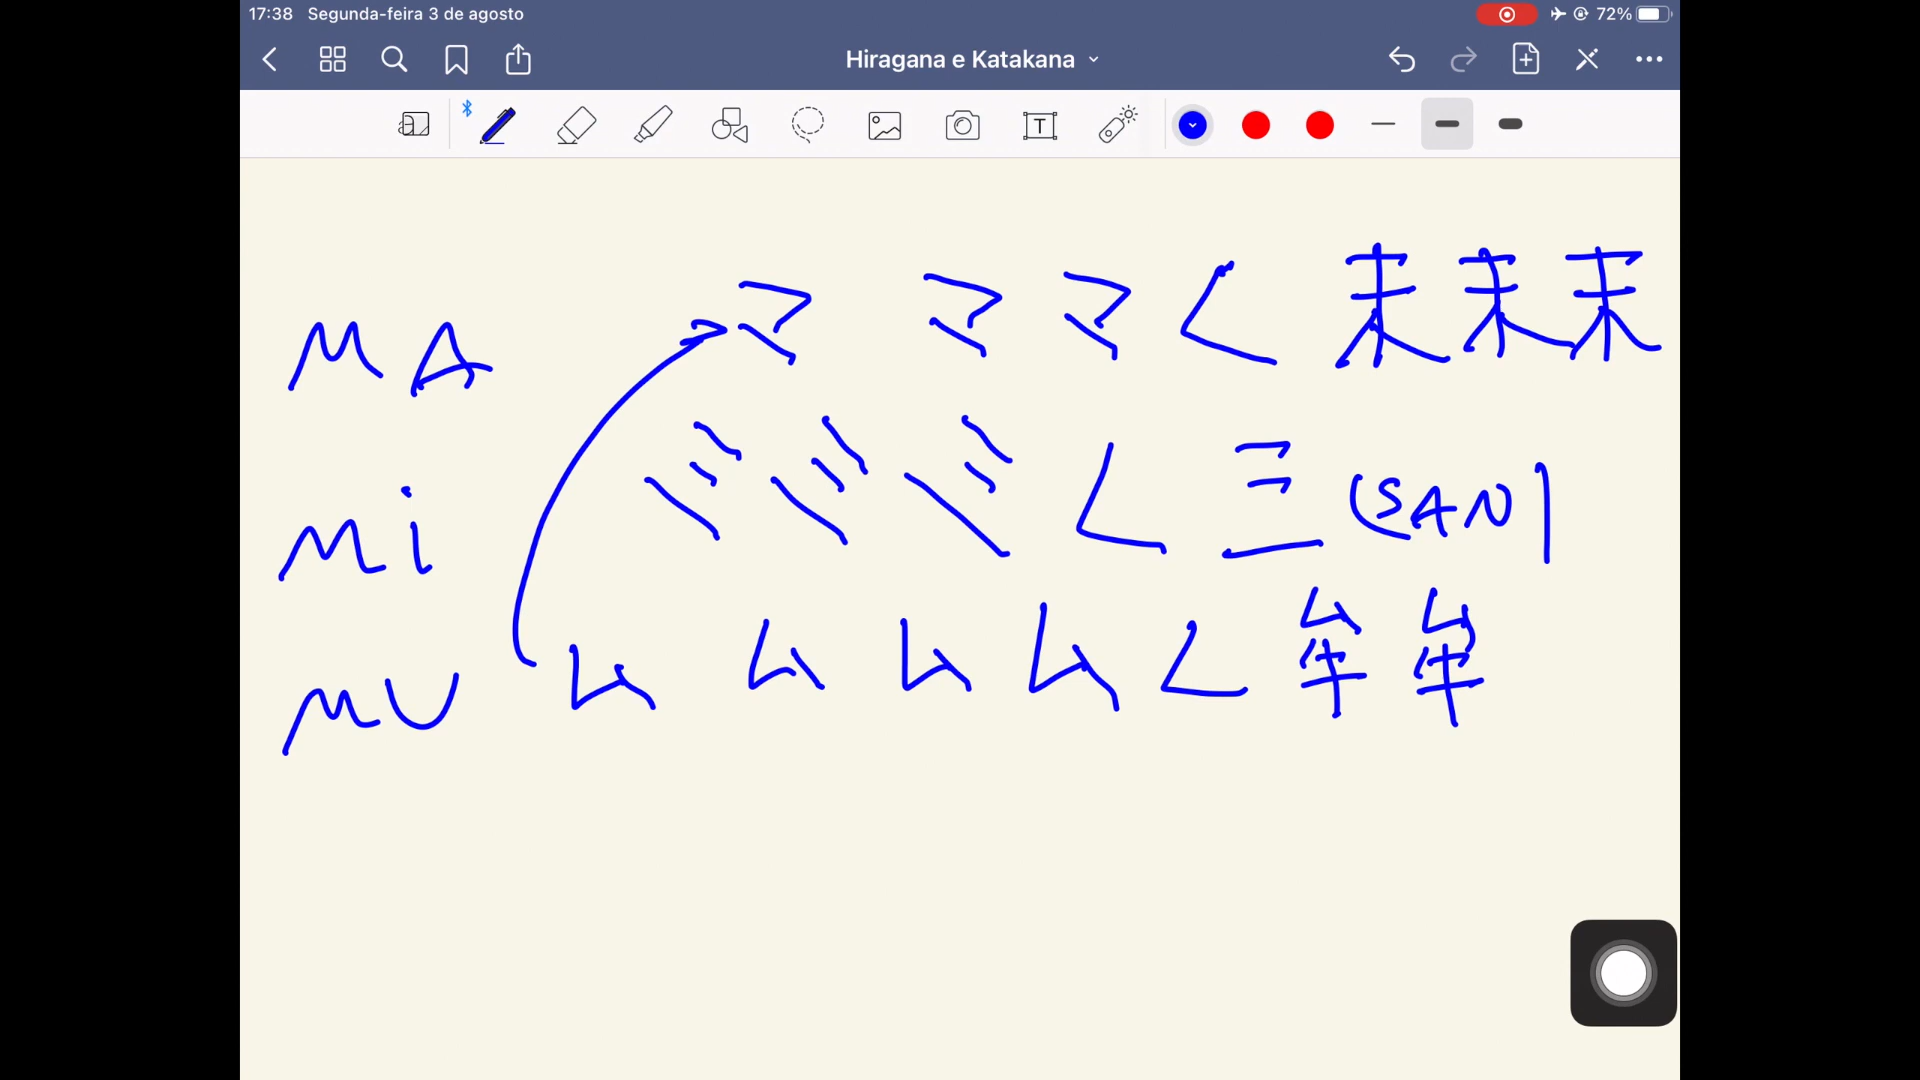 17:38 Segunda-feira 3 de agosto 72%
Hiragana e Katakana
MA マ マ マ く 末 末 末
Mi ミ ミ ミ く 三 (SAN)
MU ム ム ム ム く 牟 牟